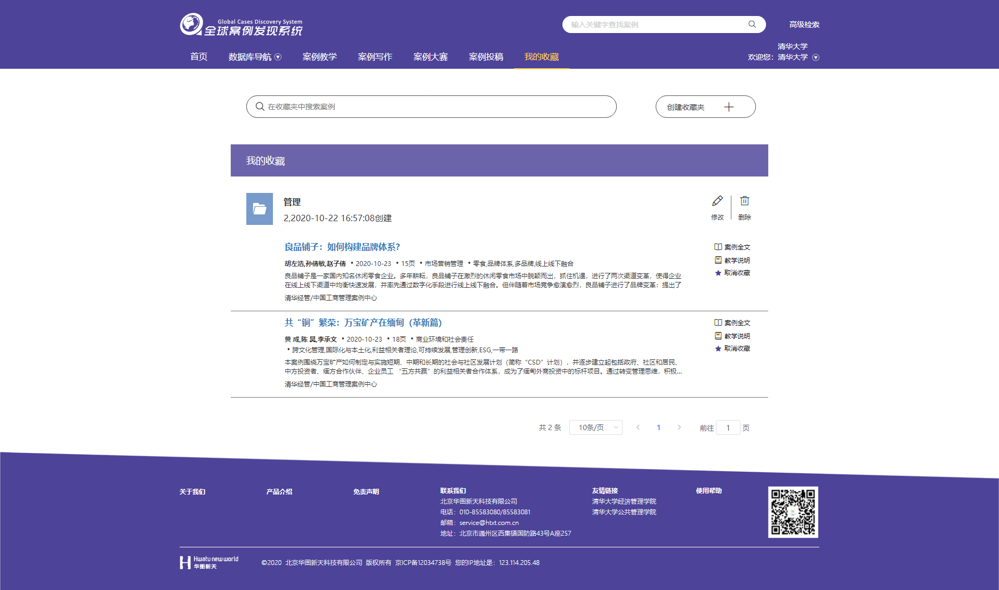 Global Cases Discovery System
全球案例发现系统
输入关键字查找案例
高级检索
清华大学
首页 数据库导航 案例教学 案例写作 案例大赛 案例投稿 我的收藏
欢迎您：清华大学
在收藏夹中搜索案例
创建收藏夹
我的收藏
管理
2,2020-10-22 16:57:08创建
修改 删除
良品铺子：如何构建品牌体系?
案例全文
胡左浩,孙倩敏,赵子倩 • 2020-10-23 • 15页 • 市场营销管理 • 零食,品牌体系,多品牌,线上线下融合
教学说明
良品铺子是一家国内知名休闲零食企业。多年耕耘，良品铺子在激烈的休闲零食市场中脱颖而出，抓住机遇，进行了两次渠道变革，使得企业
取消收藏
在线上线下渠道中均衡快速发展，并率先通过数字化手段进行线上线下融合。但伴随着市场竞争愈演愈烈，良品铺子进行了品牌变革：提出了
清华经管/中国工商管理案例中心
共“铜”繁荣：万宝矿产在缅甸（革新篇）
案例全文
黄 成,陈 昊,李承文 • 2020-10-23 • 18页 • 商业环境和社会责任
教学说明
• 跨文化管理,国际化与本土化,利益相关者理论,可持续发展,管理创新,ESG,一带一路
取消收藏
本案例围绕万宝矿产如何制定与实施短期、中期和长期的社会与社区发展计划（简称“CSD”计划），并逐步建立起包括政府、社区和居民、
中方投资者、缅方合作伙伴、企业员工 “五方共赢”的利益相关者合作体系，成为了缅甸外商投资中的标杆项目。通过转变管理思维，积极...
清华经管/中国工商管理案例中心
共 2 条 10条/页 1 前往 1 页
关于我们 产品介绍 免责声明 联系我们 友情链接 使用帮助
北京华图新天科技有限公司 清华大学经济管理学院
电话：010-85583080/85583081 清华大学公共管理学院
邮箱：service@htxt.com.cn
地址：北京市通州区西集镇国防路43号A座257
Hwatu new world
华图新天
©2020 北京华图新天科技有限公司 版权所有 京ICP备12034738号 您的IP地址是：123.114.205.48